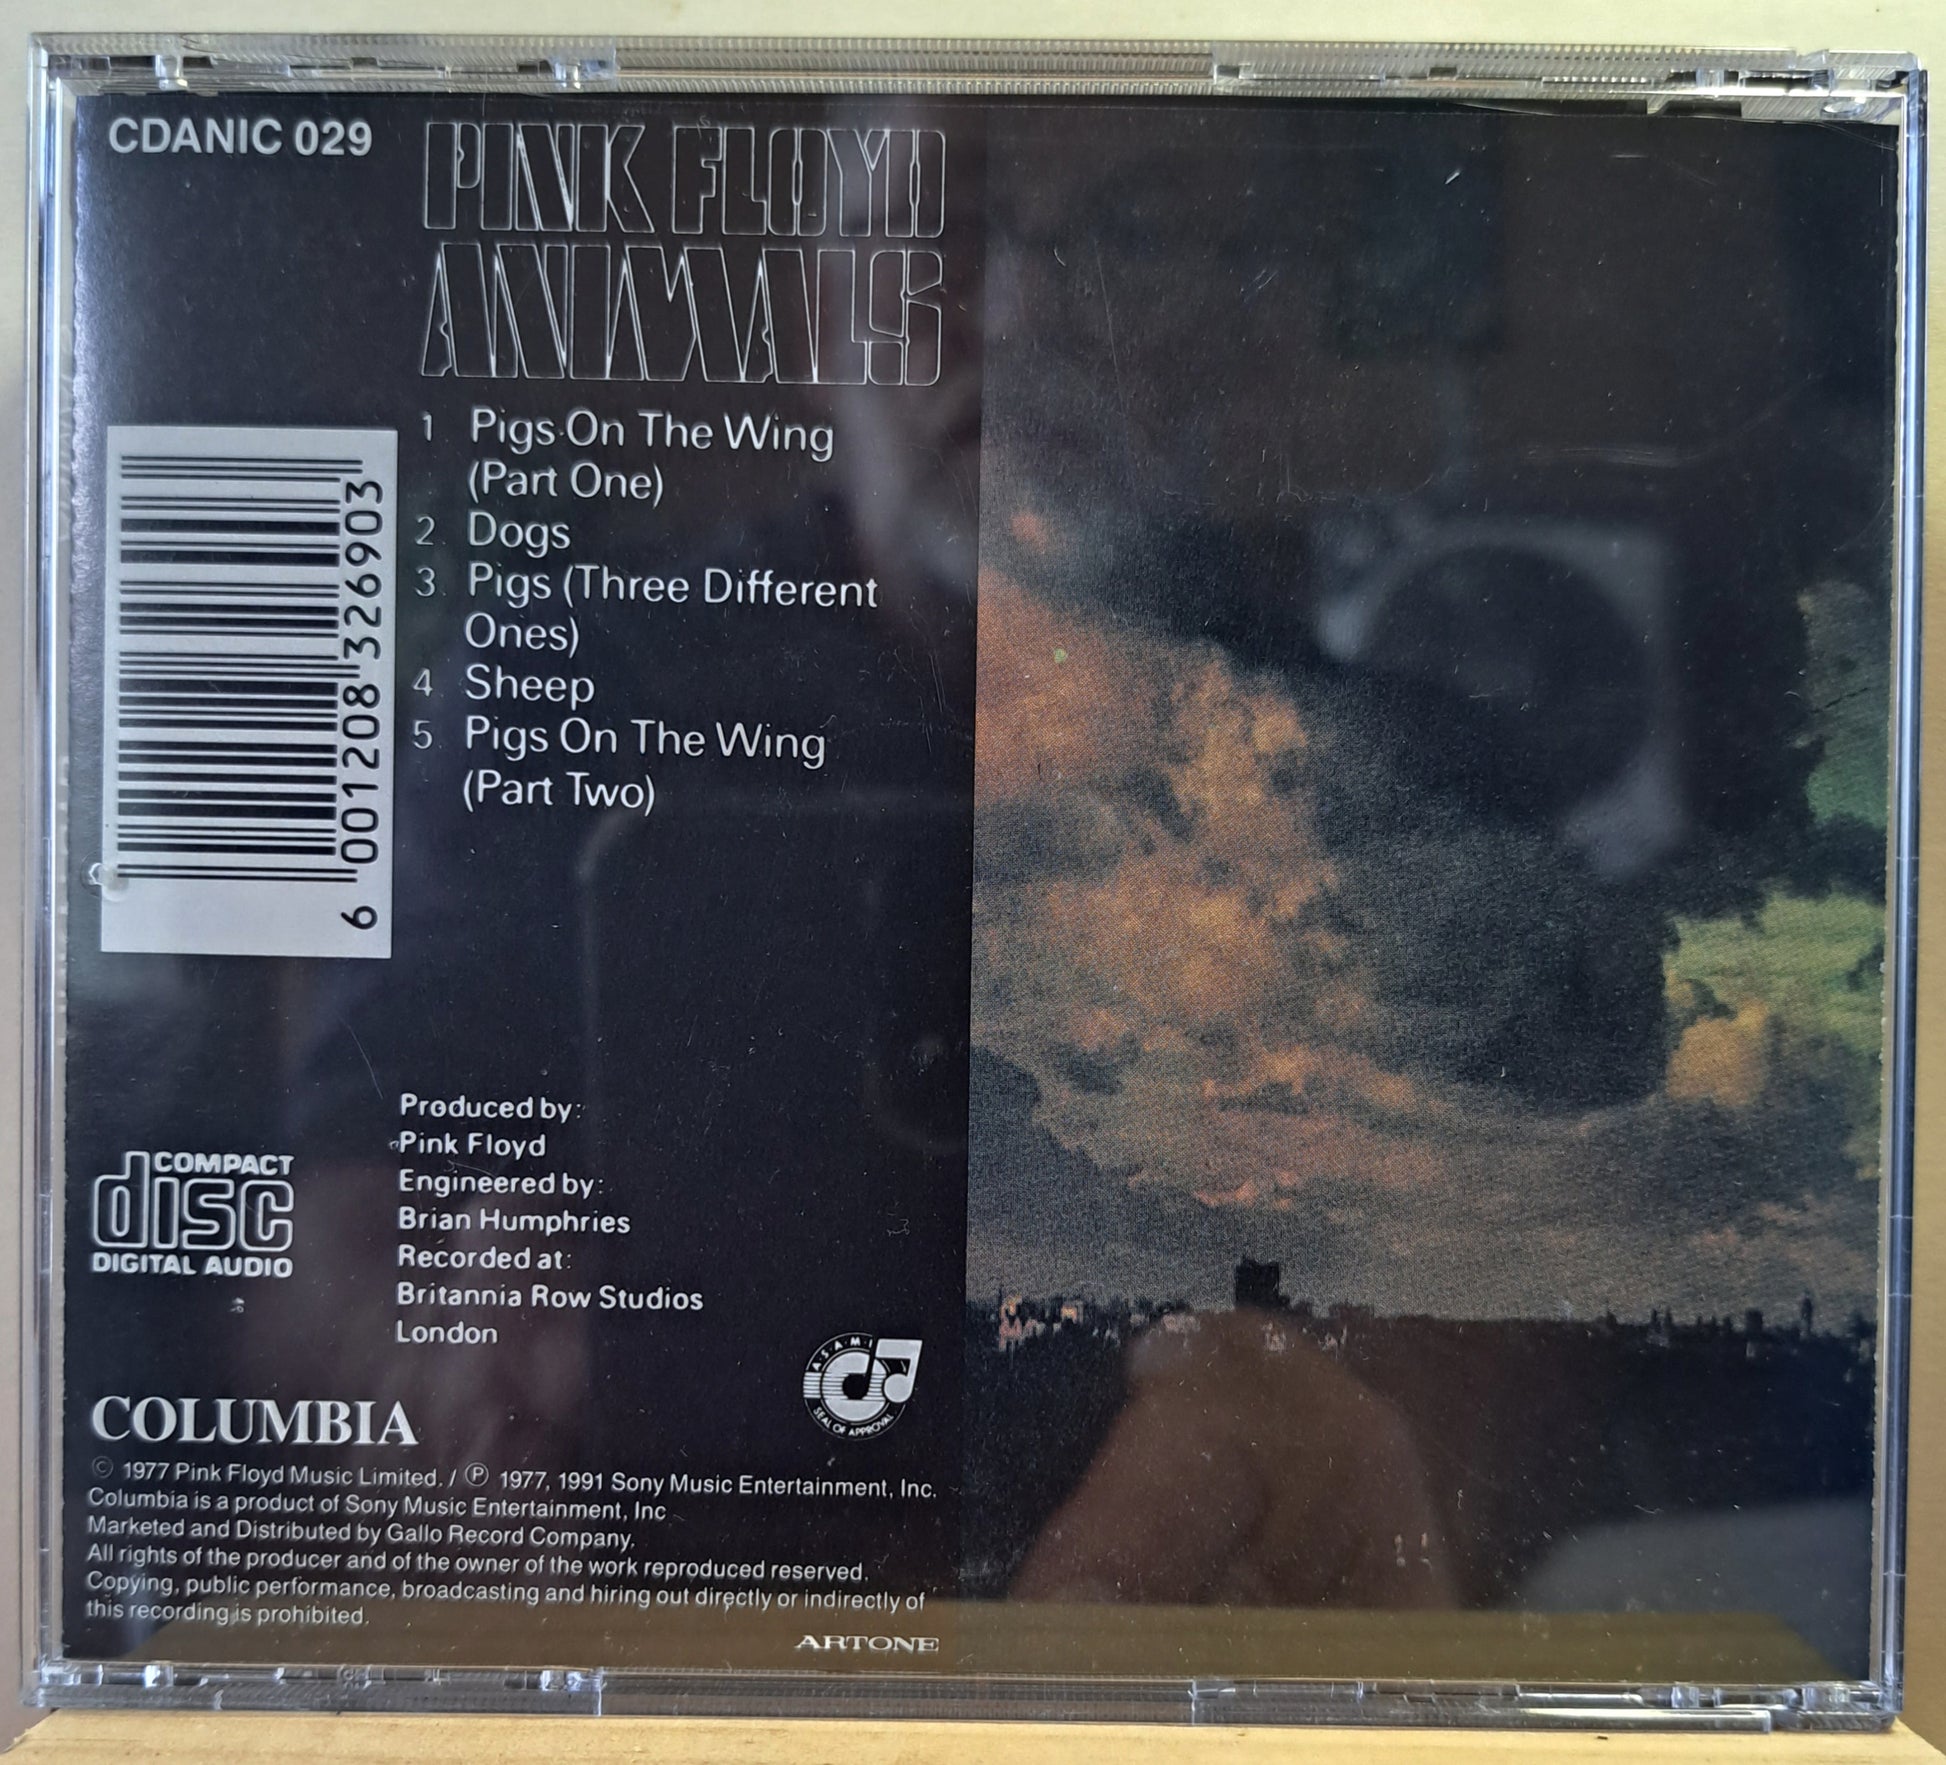 CDANIC 029
PINK FLOYD
ANIMALS
1 Pigs On The Wing
(Part One)
2 Dogs
3 Pigs (Three Different
Ones)
4 Sheep
5 Pigs On The Wing
(Part Two)
6 001208 326903
Produced by:
Pink Floyd
Engineered by:
Brian Humphries
Recorded at:
Britannia Row Studios
London
COMPACT
disc
DIGITAL AUDIO
A·S·A·M·I
SEAL OF APPROVAL
COLUMBIA
© 1977 Pink Floyd Music Limited. / ℗ 1977, 1991 Sony Music Entertainment, Inc.
Columbia is a product of Sony Music Entertainment, Inc
Marketed and Distributed by Gallo Record Company.
All rights of the producer and of the owner of the work reproduced reserved.
Copying, public performance, broadcasting and hiring out directly or indirectly of
this recording is prohibited.
ARTONE